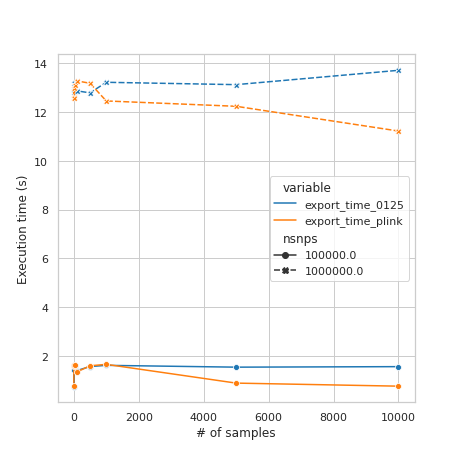 14
12
10
8
6
4
2
Execution time (s)
variable
export_time_0125
export_time_plink
nsnps
100000.0
1000000.0
0
2000
4000
6000
8000
10000
# of samples